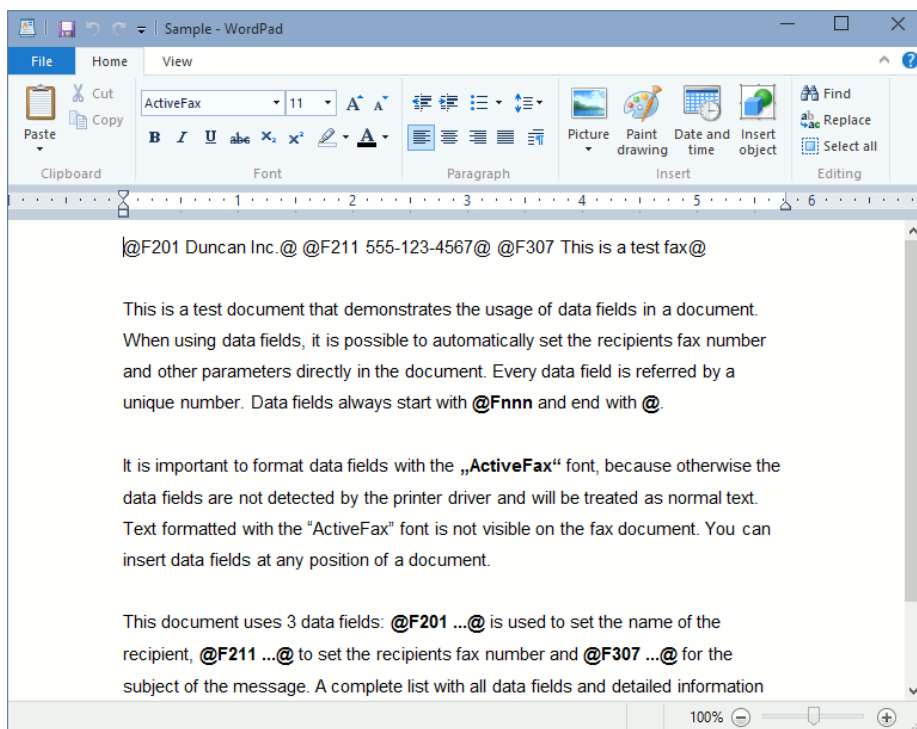 Sample - WordPad
File Home View
Cut
Copy
Paste
Clipboard
ActiveFax 11 A A
B I U abc X₂ X² A
Font
Paragraph
Picture Paint drawing Date and time Insert object
Insert
Find
Replace
Select all
Editing
1 2 3 4 5 6
@F201 Duncan Inc.@ @F211 555-123-4567@ @F307 This is a test fax@
This is a test document that demonstrates the usage of data fields in a document.
When using data fields, it is possible to automatically set the recipients fax number
and other parameters directly in the document. Every data field is referred by a
unique number. Data fields always start with @Fnnn and end with @.
It is important to format data fields with the „ActiveFax“ font, because otherwise the
data fields are not detected by the printer driver and will be treated as normal text.
Text formatted with the “ActiveFax” font is not visible on the fax document. You can
insert data fields at any position of a document.
This document uses 3 data fields: @F201 ...@ is used to set the name of the
recipient, @F211 ...@ to set the recipients fax number and @F307 ...@ for the
subject of the message. A complete list with all data fields and detailed information
100%